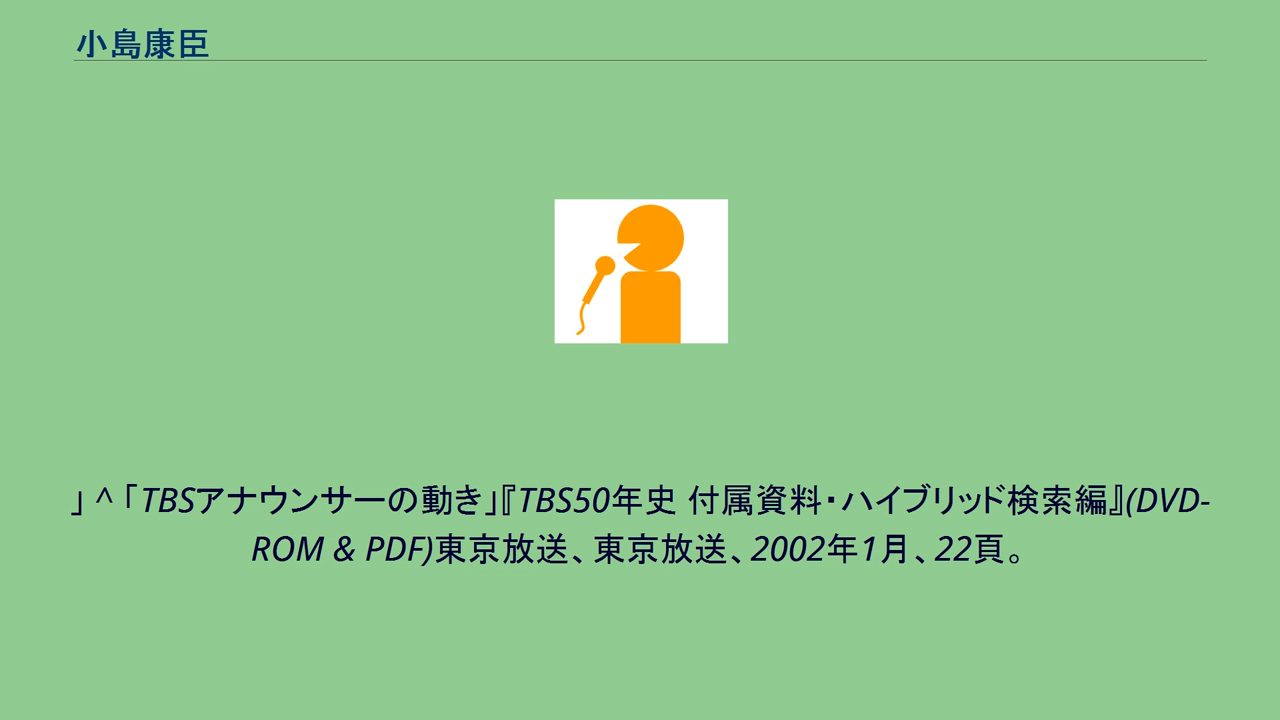 小島康臣
」 ^ 「TBSアナウンサーの動き」『TBS50年史 付属資料・ハイブリッド検索編』(DVD-
ROM & PDF)東京放送、東京放送、2002年1月、22頁。